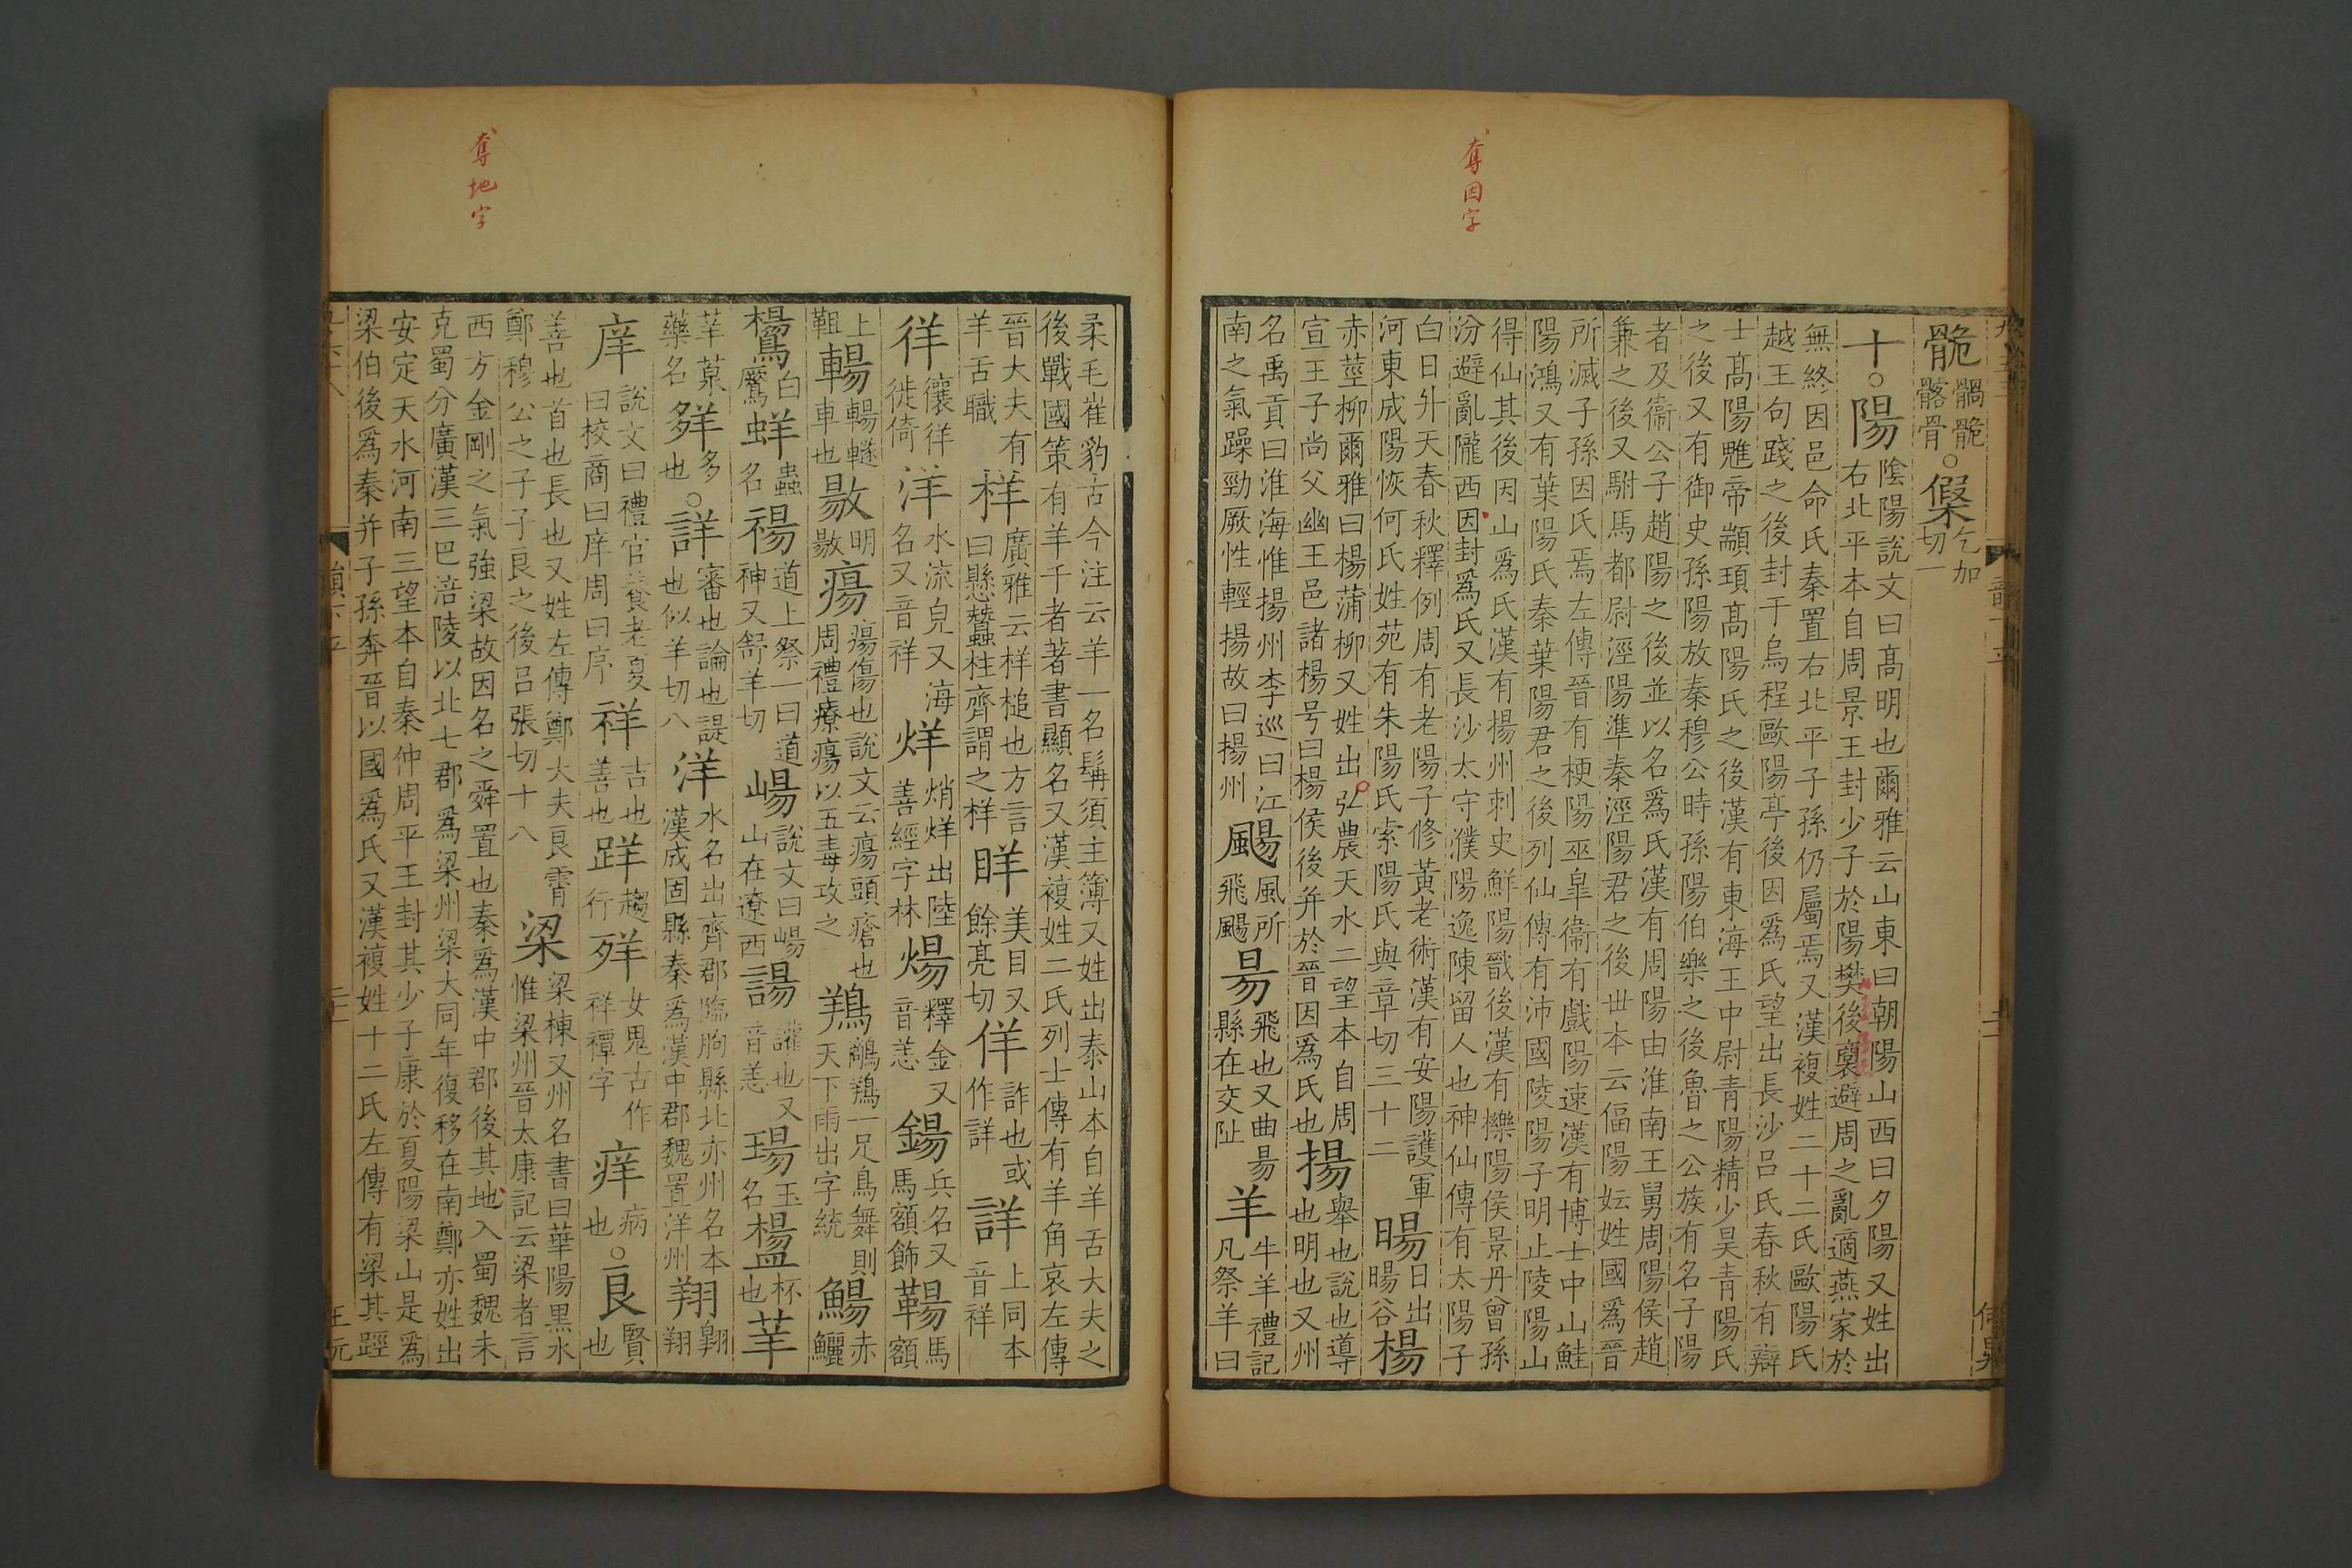 奪因字
骩髂骨○𠋫乞加切一
十○陽陰陽說文曰高明也爾雅云山東曰朝陽山西曰夕陽又姓出
右北平本自周景王封少子於陽樊後裔避周之亂適燕家於
無終因邑命氏秦置右北平子孫仍屬焉又漢複姓二十二氏歐陽氏
越王句踐之後封于烏程歐陽亭後因爲氏望出長沙呂氏春秋有辯
士高陽魋帝顓頊高陽氏之後漢有東海王中尉青陽精少昊青陽氏
之後又有御史孫陽放秦穆公時孫陽伯樂之後魯之公族有名子陽
者及衞公子趙陽之後並以名爲氏漢有周陽由淮南王舅周陽侯趙
兼之後又駙馬都尉涇陽準秦涇陽君之後世本云偪陽妘姓國爲晉
所滅子孫因氏焉左傳晉有梗陽巫臯衞有戲陽速漢有博士中山鮭
陽鴻又有葉陽氏秦葉陽君之後列仙傳有沛國陵陽子明止陵陽山
得仙其後因山爲氏漢有揚州刺史鮮陽戩後漢有櫟陽侯景丹曾孫
汾避亂隴西因封爲氏又長沙太守濮陽逸陳留人也神仙傳有太陽子
白日升天春秋釋例周有老陽子修黃老術漢有安陽護軍
河東成陽恢何氏姓苑有朱陽氏索陽氏與章切三十二
暘日出暘谷楊
赤莖柳爾雅曰楊蒲柳又姓出弘農天水二望本自周
宣王子尚父幽王邑諸楊号曰楊侯後并於晉因爲氏也
揚舉也說也導也明也又州
名禹貢曰淮海惟揚州李巡曰江
南之氣躁勁厥性輕揚故曰揚州
颺風所飛颺昜飛也又曲昜縣在交阯羊牛羊禮記凡祭羊曰
奪地字
柔毛崔豹古今注云羊一名髯須主簿又姓出泰山本自羊舌大夫之
後戰國策有羊千者著書顯名又漢複姓二氏列士傳有羊角哀左傳
晉大夫有羊舌職样廣雅云样槌也方言曰懸蠶柱齊謂之样眻美目又餘亮切佯詐也或作詳詳上同本音祥
徉儴徉徙倚洋水流皃又海名又音祥烊焇烊出陸善經字林煬釋金又音恙鍚兵名又馬額飾䩶馬額
上靻輰輰䡵車也敭明敭瘍瘡傷也說文云瘍頭瘡也周禮療瘍以五毒攻之鸉䴐鸉一足鳥舞則天下雨出字統鰑赤鱺
鸉白鷢蛘蟲名禓道上祭一曰道神又舒羊切崵說文曰崵山在遼西諹讙也又音恙瑒玉名𥂸杯也䒋
䒋葈藥名𡖋多也○詳審也論也諟也似羊切八洋水名出齊郡臨朐縣北亦州名本漢成固縣秦爲漢中郡魏置洋州翔翱翔
庠說文曰禮官養老夏曰校商曰庠周曰序祥吉也善也跘趨行𡚸女鬼古作祥禫字痒病也○良賢也
善也首也長也又姓左傳鄭大夫良霄
鄭穆公之子子良之後呂張切十八
梁梁棟又州名書曰華陽黑水惟梁州晉太康記云梁者言
西方金剛之氣強梁故因名之舜置也秦爲漢中郡後其地入蜀魏末
克蜀分廣漢三巴涪陵以北七郡爲梁州梁大同年復移在南鄭亦姓出
安定天水河南三望本自秦仲周平王封其少子康於夏陽梁山是爲
梁伯後爲秦并子孫奔晉以國爲氏又漢複姓十二氏左傳有梁其踁
王元